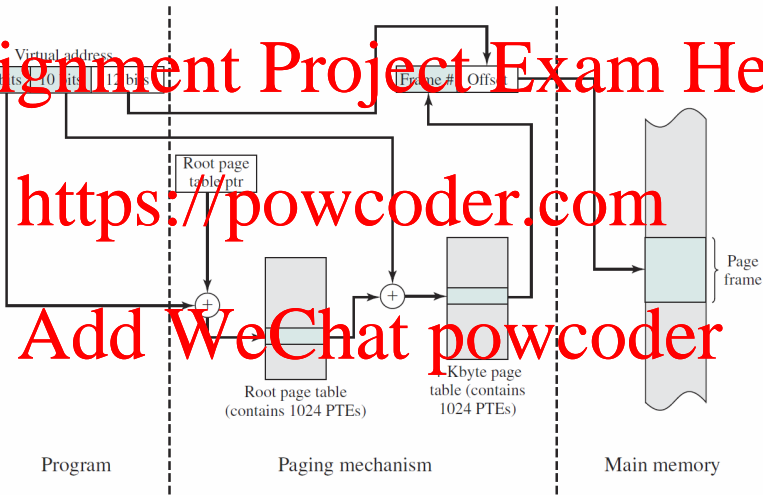 Virtual address
bits 10 bits 12 bits
Frame # Offset
ignment Project Exam He
Root page
table ptr
https://powcoder.com
+
+
Page
frame
Add WeChat powcoder
Root page table
(contains 1024 PTEs)
Kbyte page
table (contains
1024 PTEs)
Program
Paging mechanism
Main memory